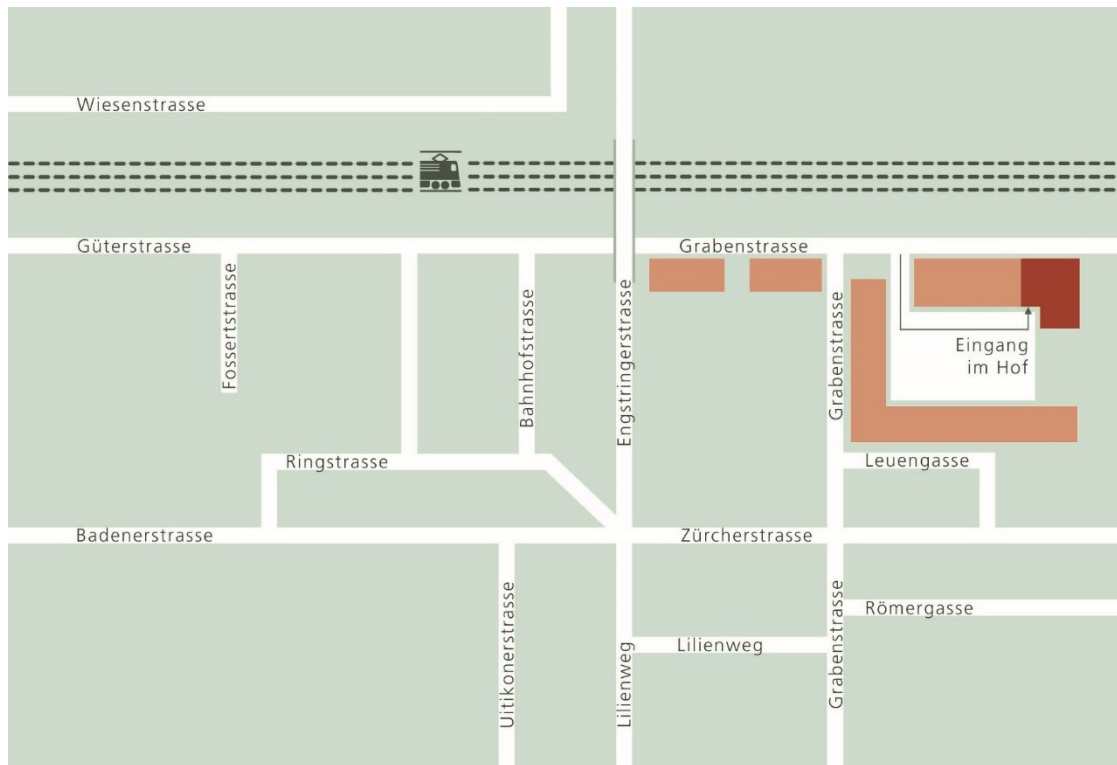 Wiesenstrasse
Güterstrasse
Grabenstrasse
Fossertstrasse
Bahnhofstrasse
Engstringerstrasse
Grabenstrasse
Eingang
im Hof
Ringstrasse
Leuengasse
Badenerstrasse
Zürcherstrasse
Uitikonerstrasse
Lilienweg
Lilienweg
Grabenstrasse
Römergasse